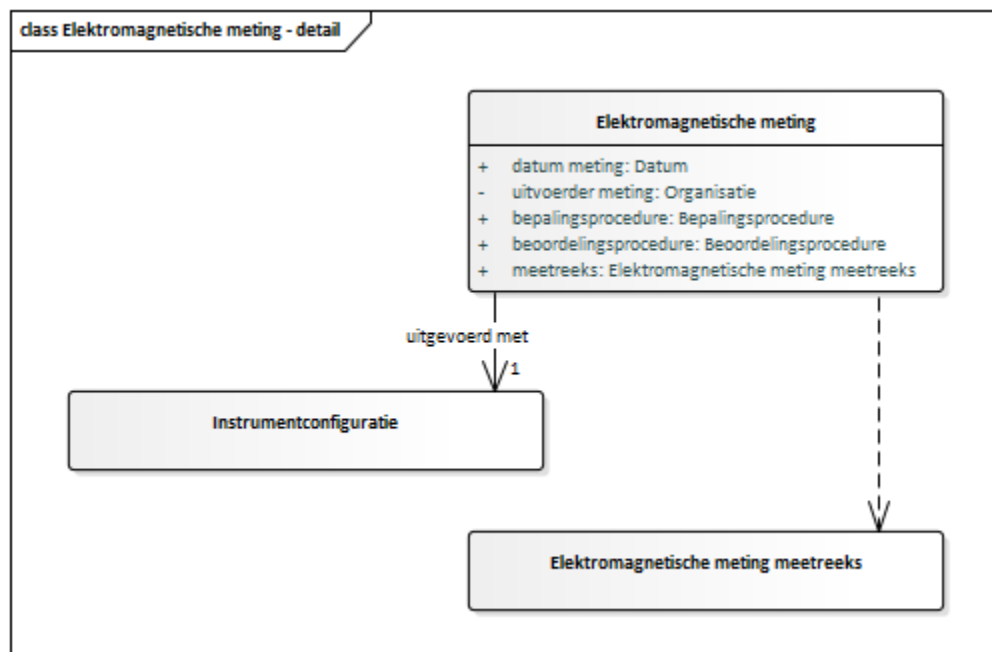 class Elektromagnetische meting - detail
Elektromagnetische meting
+ datum meting: Datum
- uitvoerder meting: Organisatie
+ bepalingsprocedure: Bepalingsprocedure
+ beoordelingsprocedure: Beoordelingsprocedure
+ meetreeks: Elektromagnetische meting meetreeks
uitgevoerd met
1
Instrumentconfiguratie
Elektromagnetische meting meetreeks